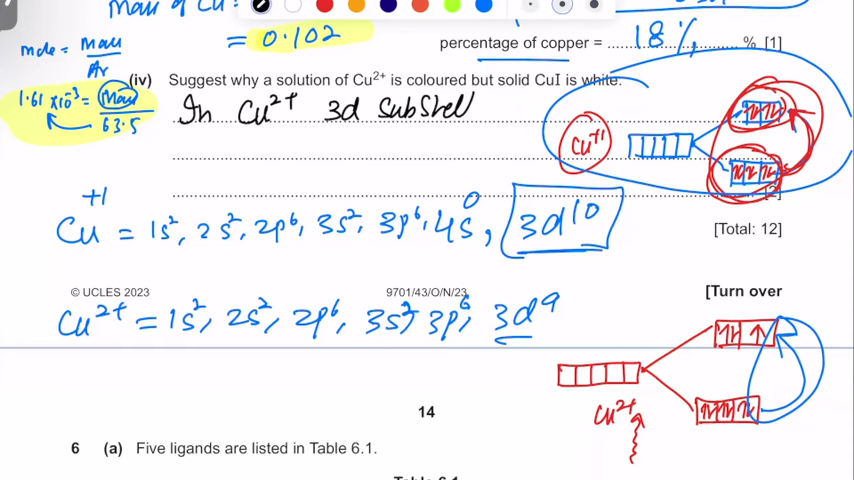 Mass of Cu
= 0.102
percentage of copper = 18% % [1]
mole = Mass
Ar
1.61 x10⁻³ = Mass
63.5
(iv) Suggest why a solution of Cu²⁺ is coloured but solid CuI is white.
In Cu²⁺ 3d Subshell
Cu⁺¹
[2]
Cu⁺¹ = 1s², 2s², 2p⁶, 3s², 3p⁶, 4s⁰, 3d¹⁰
[Total: 12]
© UCLES 2023
9701/43/O/N/23
[Turn over
Cu²⁺ = 1s², 2s², 2p⁶, 3s², 3p⁶, 3d⁹
Cu²⁺
14
6 (a) Five ligands are listed in Table 6.1.